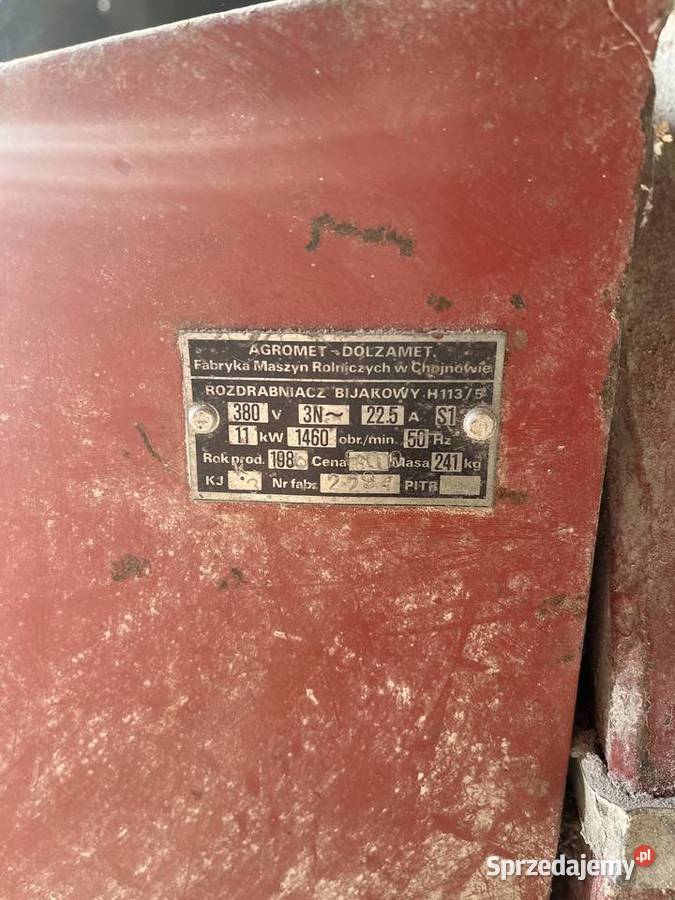 AGROMET - DOLZAMET
Fabryka Maszyn Rolniczych w Chojnowie
ROZDRABNIACZ BIJAKOWY H113/5
380 V 3N~ 22.5 A S1
11 kW 1460 obr./min. 50 Hz
Rok prod. 198 Cena Masa 241 kg
KJ Nr fabr. PITR
Sprzedajemy.pl